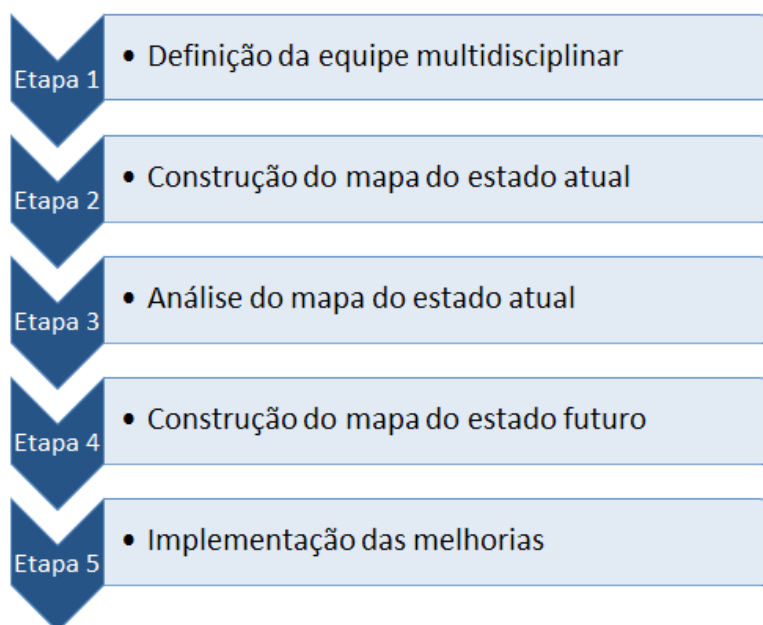 Etapa 1
• Definição da equipe multidisciplinar
Etapa 2
• Construção do mapa do estado atual
Etapa 3
• Análise do mapa do estado atual
Etapa 4
• Construção do mapa do estado futuro
Etapa 5
• Implementação das melhorias